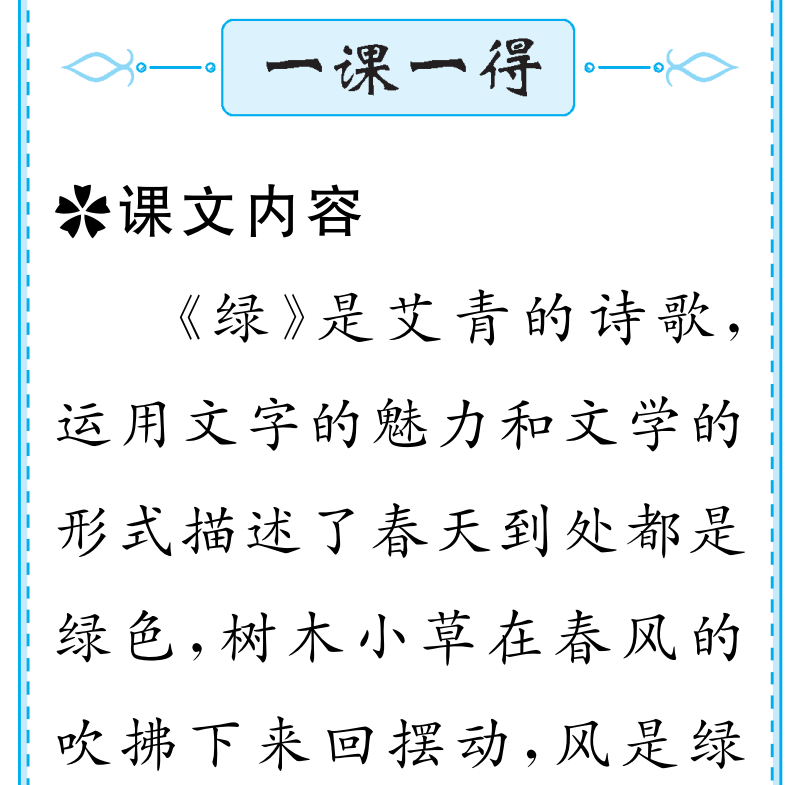 一课一得
课文内容
《绿》是艾青的诗歌，
运用文字的魅力和文学的
形式描述了春天到处都是
绿色，树木小草在春风的
吹拂下来回摆动，风是绿